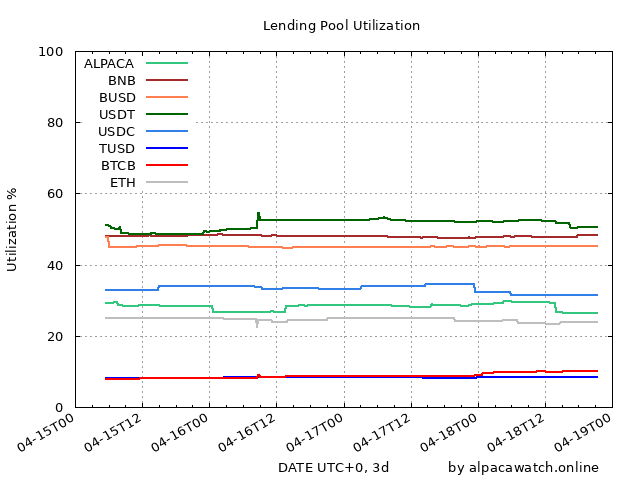 Lending Pool Utilization
Utilization %
100
80
60
40
20
0
ALPACA
BNB
BUSD
USDT
USDC
TUSD
BTCB
ETH
04-15T00
04-15T12
04-16T00
04-16T12
04-17T00
04-17T12
04-18T00
04-18T12
04-19T00
DATE UTC+0, 3d
by alpacawatch.online